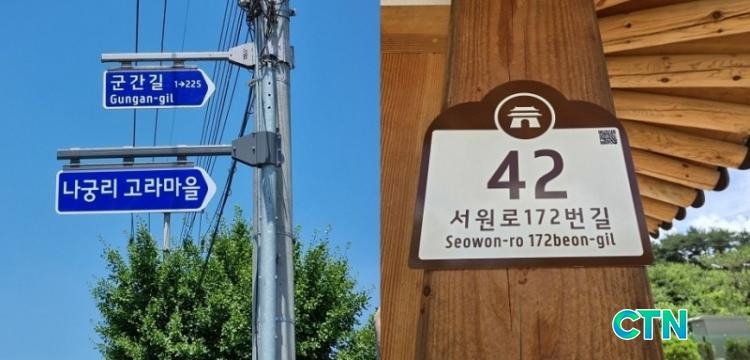 군간길 1→225
Gungan-gil
나궁리 고라마을
42
서원로172번길
Seowon-ro 172beon-gil
CTN